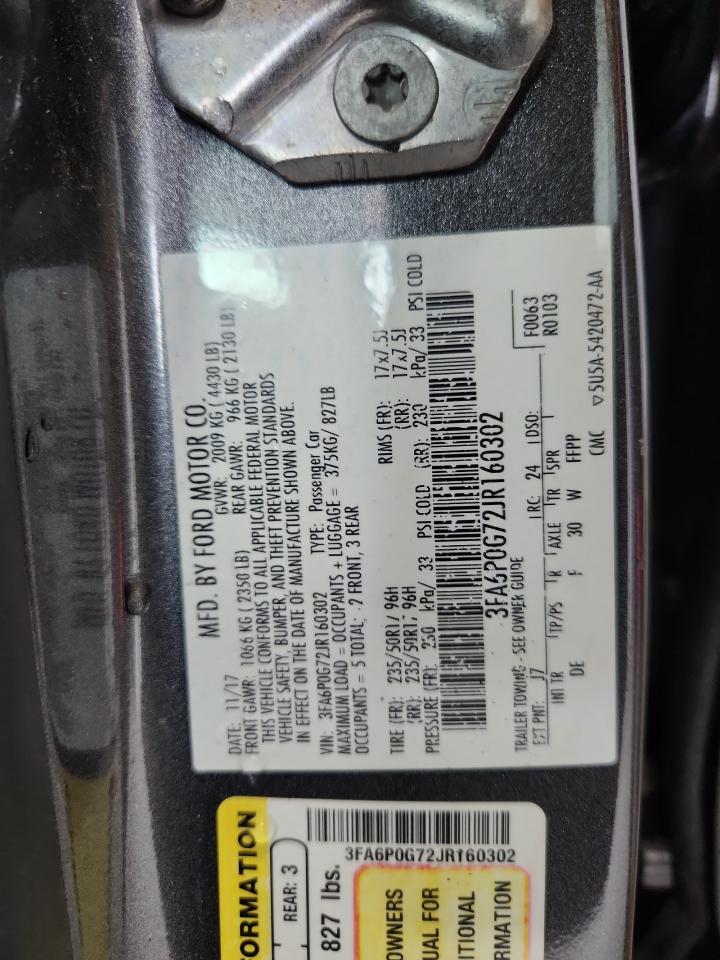 MFD. BY FORD MOTOR CO.
DATE: 11/17 GVWR: 2009 KG ( 4430 LB)
FRONT GAWR: 1066 KG ( 2350 LB) REAR GAWR: 966 KG ( 2130 LB)
THIS VEHICLE CONFORMS TO ALL APPLICABLE FEDERAL MOTOR
VEHICLE SAFETY, BUMPER, AND THEFT PREVENTION STANDARDS
IN EFFECT ON THE DATE OF MANUFACTURE SHOWN ABOVE.
VIN: 3FA6P0G72JR160302 TYPE: Passenger Car
MAXIMUM LOAD = OCCUPANTS + LUGGAGE = 375KG/ 827LB
OCCUPANTS = 5 TOTAL; 2 FRONT, 3 REAR
TIRE (FR): 235/50R17 96H RIMS (FR): 17x7.5J
(RR): 235/50R17 96H (RR): 17x7.5J
PRESSURE (FR): 230 kPa/ 33 PSI COLD (RR): 230 kPa/ 33 PSI COLD
3FA6P0G72JR160302
TRAILER TOWING - SEE OWNER GUIDE
EXT PNT: J7 RC: 24 DSO: F0063
R0103
INT TR TP/PS R AXLE TR SPR
DE F 30 W FFPP
CMC ▽5U5A-5420472-AA
ORMATION
REAR: 3
827 lbs.
3FA6P0G72JR160302
OWNERS
UAL FOR
ITIONAL
RMATION